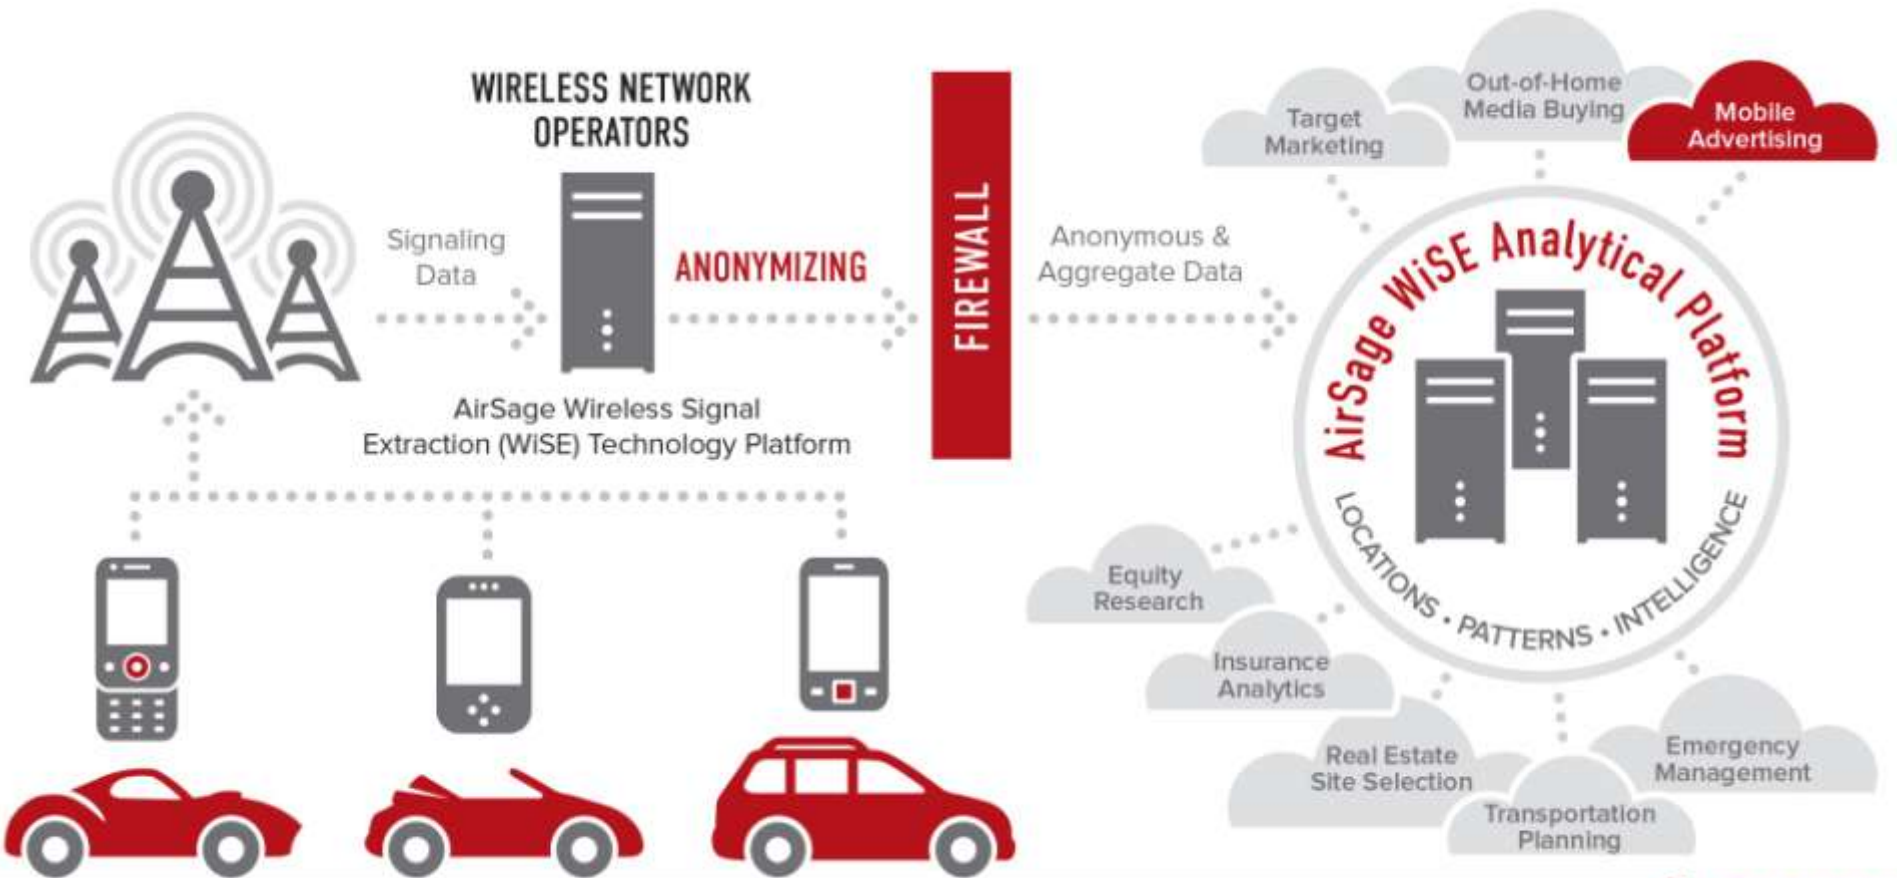 WIRELESS NETWORK
OPERATORS
Signaling
Data
ANONYMIZING
FIREWALL
Anonymous &
Aggregate Data
AirSage Wireless Signal
Extraction (WiSE) Technology Platform
Target
Marketing
Out-of-Home
Media Buying
Mobile
Advertising
AirSage WiSE Analytical Platform
LOCATIONS • PATTERNS • INTELLIGENCE
Equity
Research
Insurance
Analytics
Real Estate
Site Selection
Transportation
Planning
Emergency
Management